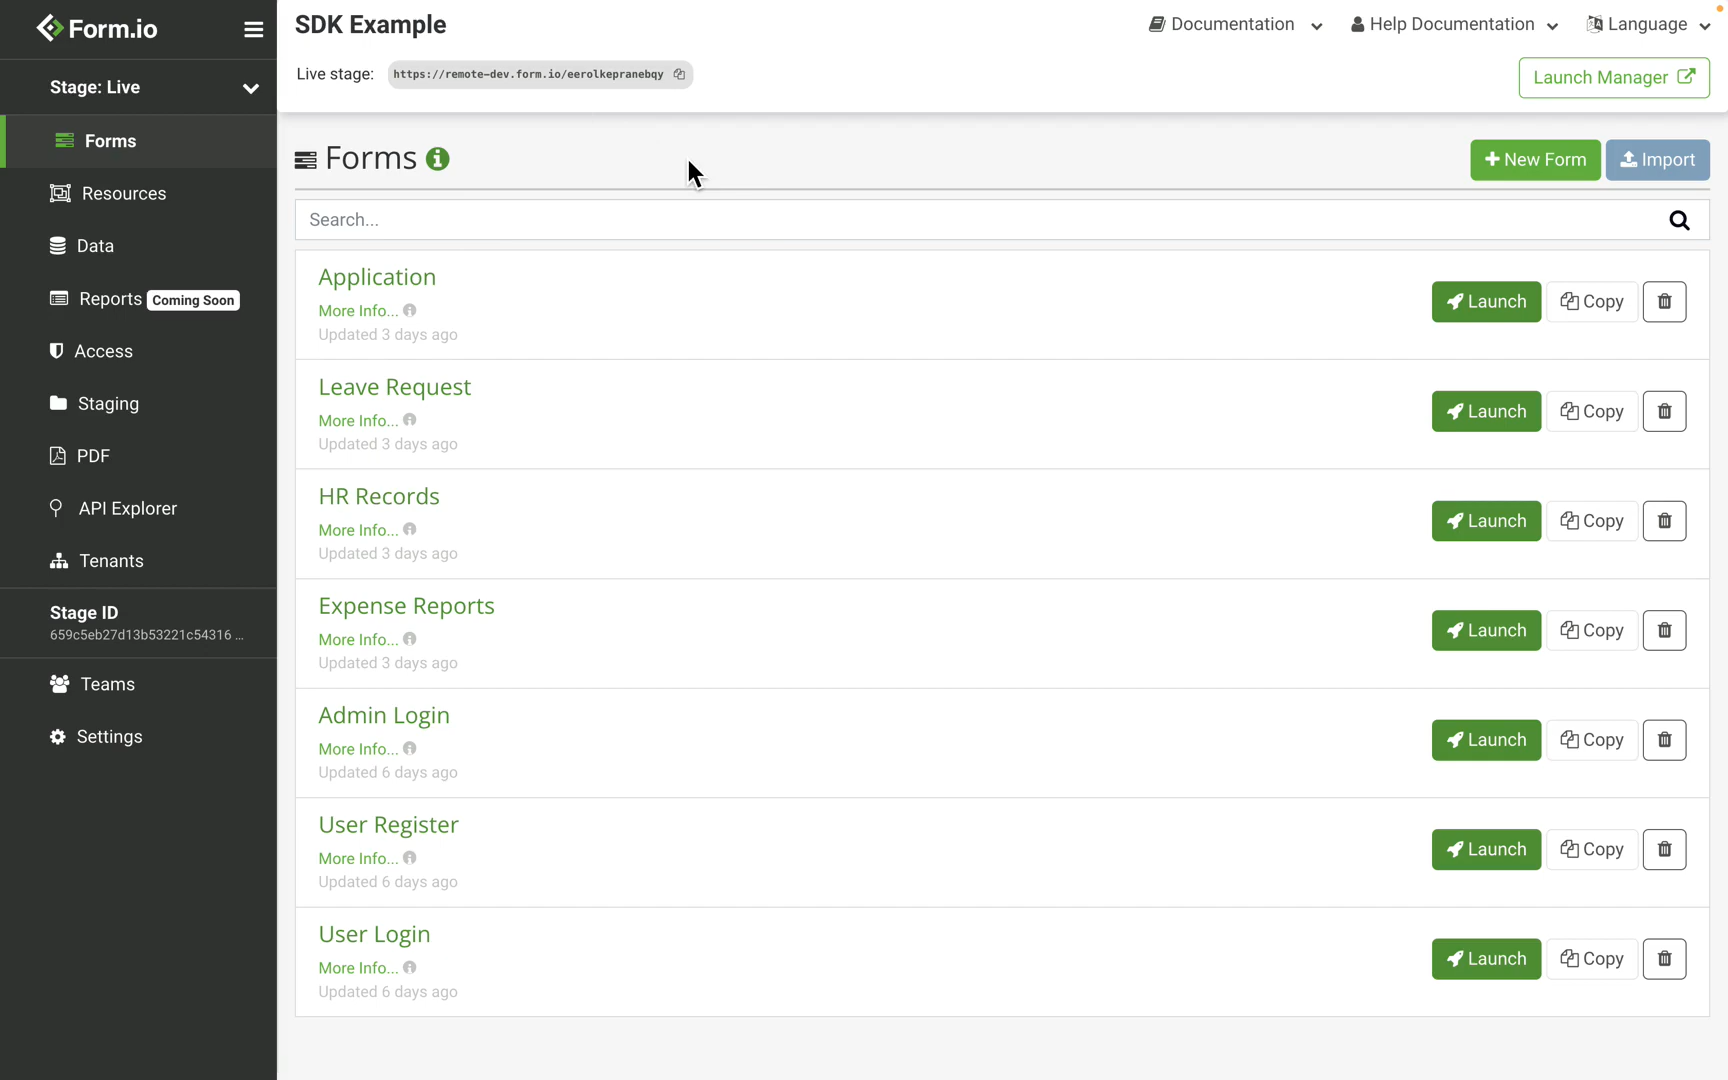 Form.io
SDK Example
Documentation
Help Documentation
Language
Live stage: https://remote-dev.form.io/eerolkepranebqy
Launch Manager
Stage: Live
Forms
Resources
Data
Reports Coming Soon
Access
Staging
PDF
API Explorer
Tenants
Stage ID
659c5eb27d13b53221c54316 ...
Teams
Settings
Forms
New Form
Import
Search...
Application
More Info...
Updated 3 days ago
Launch
Copy
Leave Request
More Info...
Updated 3 days ago
Launch
Copy
HR Records
More Info...
Updated 3 days ago
Launch
Copy
Expense Reports
More Info...
Updated 3 days ago
Launch
Copy
Admin Login
More Info...
Updated 6 days ago
Launch
Copy
User Register
More Info...
Updated 6 days ago
Launch
Copy
User Login
More Info...
Updated 6 days ago
Launch
Copy